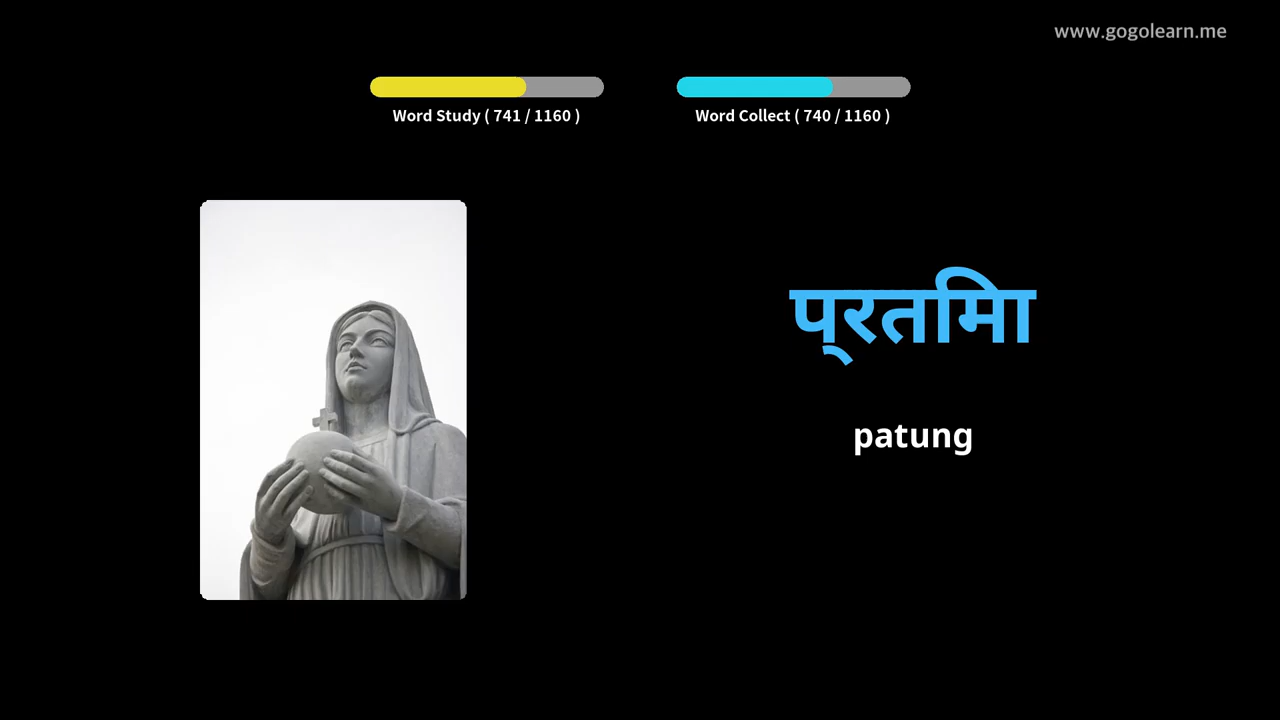 www.gogolearn.me
Word Study ( 741 / 1160 )
Word Collect ( 740 / 1160 )
प्रतिमा
patung